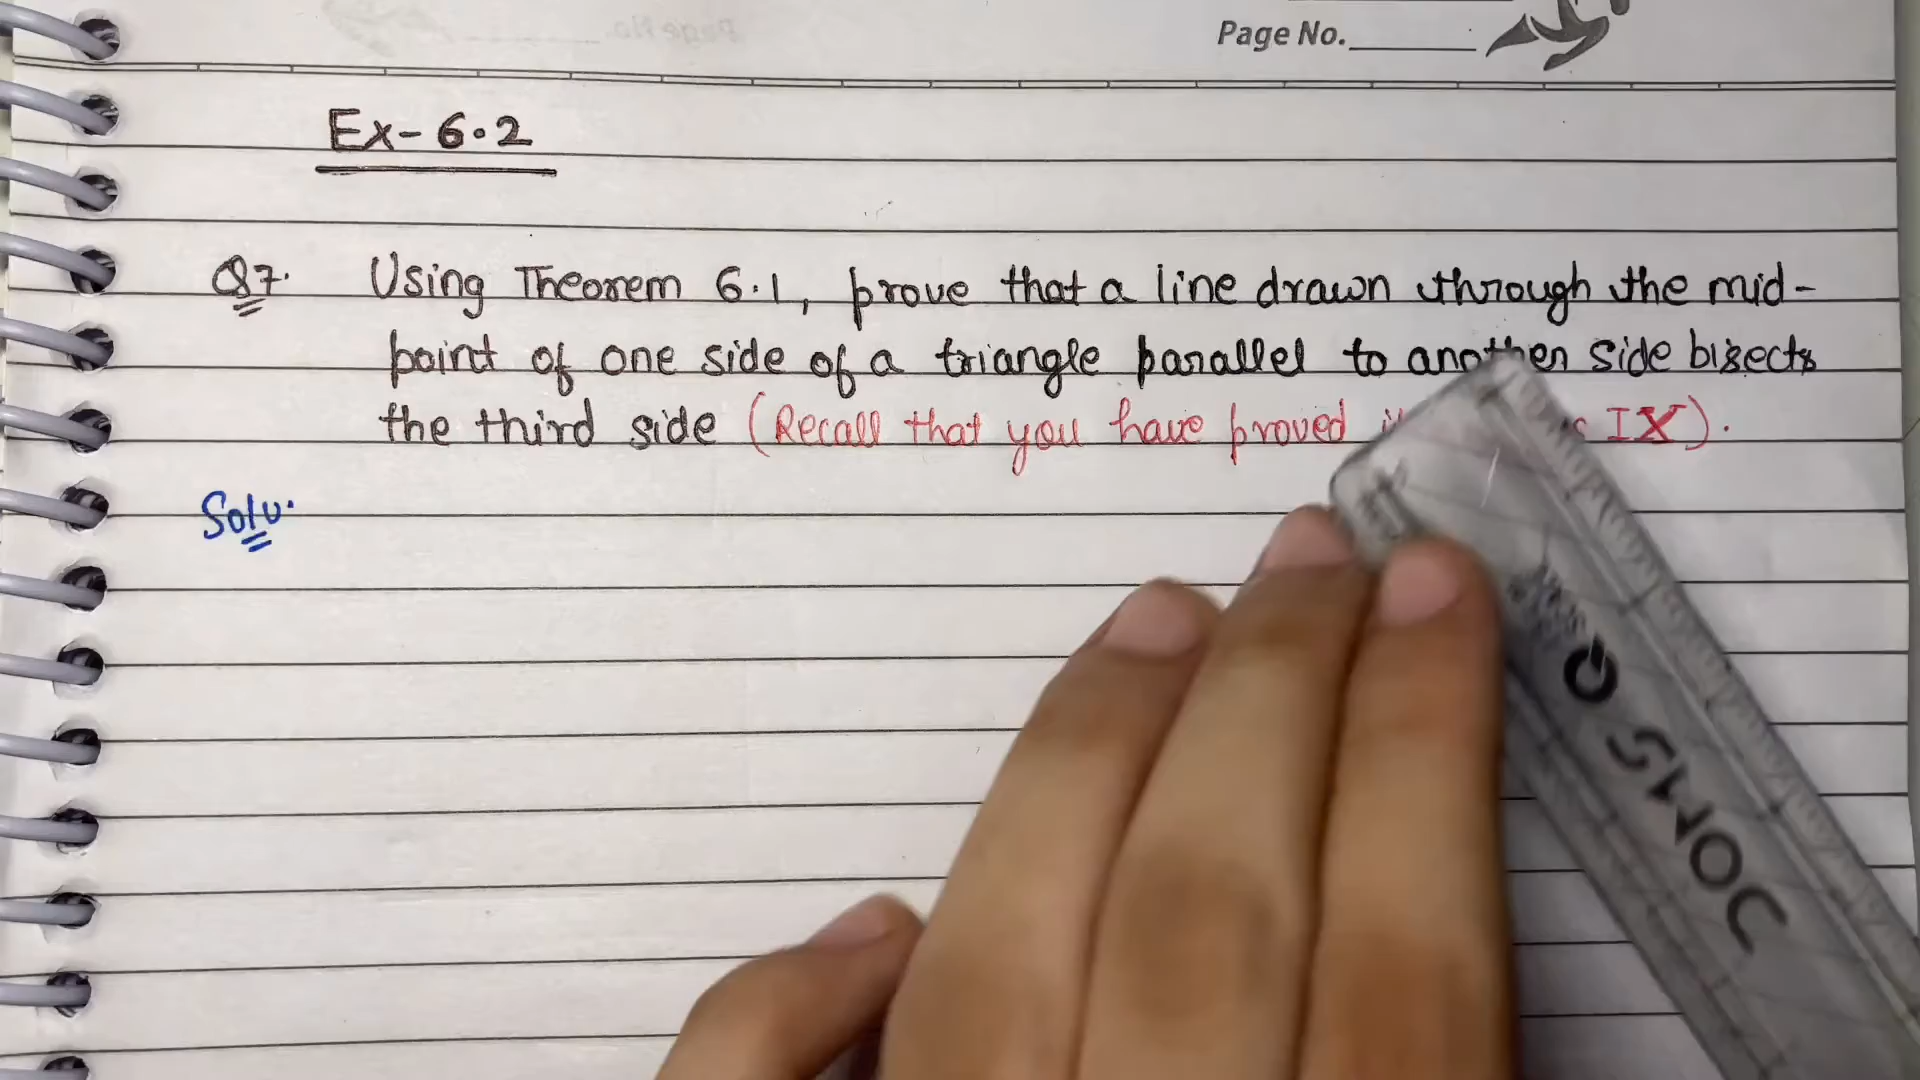 Page No.
Ex-6.2
Q7. Using Theorem 6.1, prove that a line drawn through the mid-
point of one side of a triangle parallel to another side bisects
the third side (Recall that you have proved IX).
Solu.
DOMS